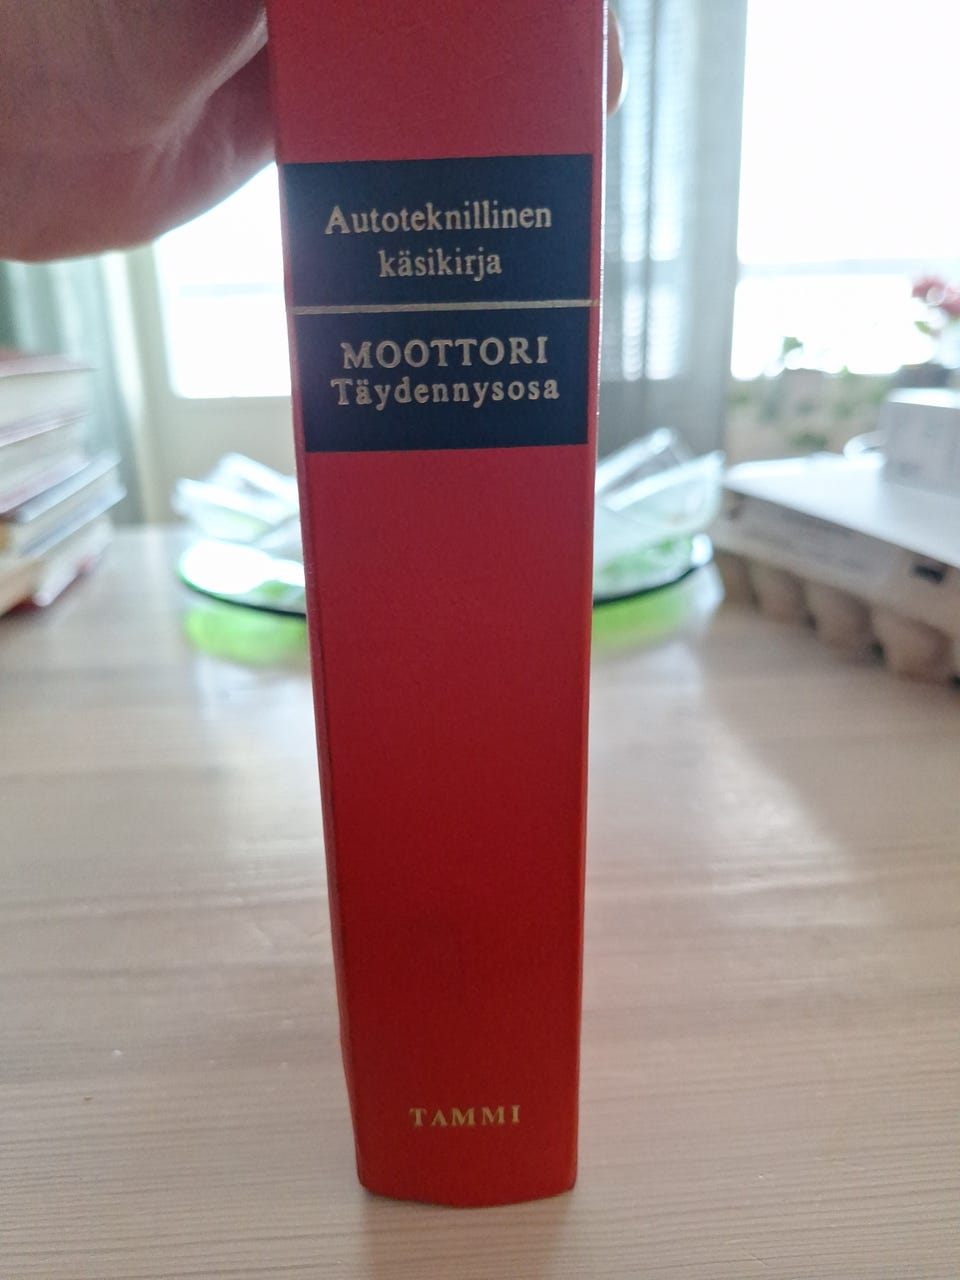 Autoteknillinen
käsikirja
MOOTTORI
Täydennysosa
TAMMI